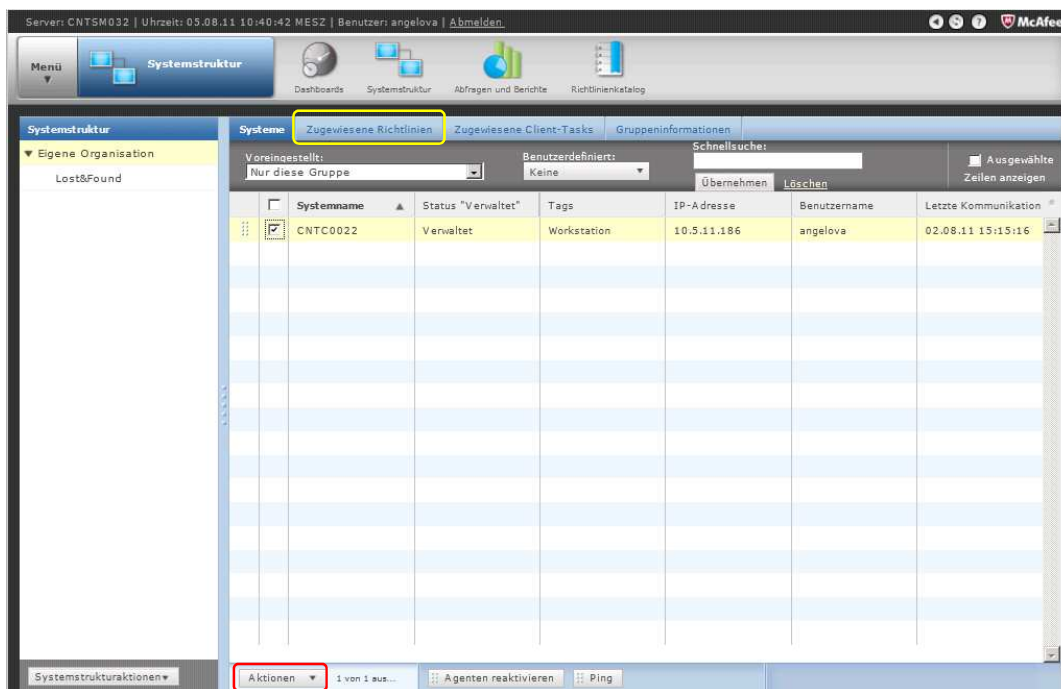 Server: CNTSM032 | Uhrzeit: 05.08.11 10:40:42 MESZ | Benutzer: angelova | Abmelden
McAfee
Menü
Systemstruktur
Dashboards
Systemstruktur
Abfragen und Berichte
Richtlinienkatalog
Systemstruktur
Eigene Organisation
Lost&Found
Systeme
Zugewiesene Richtlinien
Zugewiesene Client-Tasks
Gruppeninformationen
Voreingestellt:
Nur diese Gruppe
Benutzerdefiniert:
Keine
Schnellsuche:
Übernehmen
Löschen
Ausgewählte
Zeilen anzeigen
Systemname
Status "Verwaltet"
Tags
IP-Adresse
Benutzername
Letzte Kommunikation
CNTC0022
Verwaltet
Workstation
10.5.11.186
angelova
02.08.11 15:15:16
Systemstrukturaktionen
Aktionen
1 von 1 aus...
Agenten reaktivieren
Ping